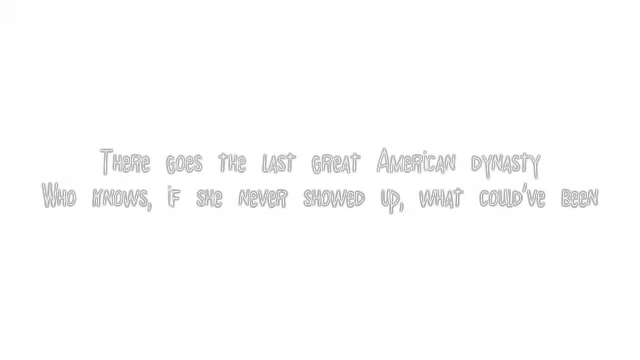 There goes the last great American dynasty
Who knows, if she never showed up, what could've been